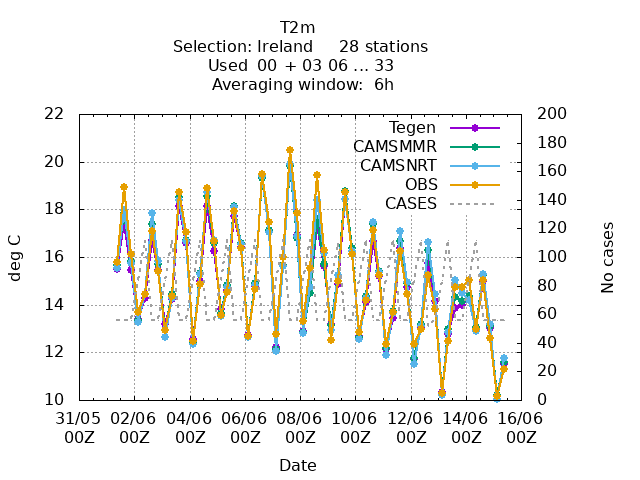 T2m
Selection: Ireland 28 stations
Used 00 + 03 06 ... 33
Averaging window: 6h
22
20
18
16
14
12
10
200
180
160
140
120
100
80
60
40
20
0
Tegen
CAMSMMR
CAMSNRT
OBS
CASES
deg C
No cases
31/05 02/06 04/06 06/06 08/06 10/06 12/06 14/06 16/06
00Z 00Z 00Z 00Z 00Z 00Z 00Z 00Z 00Z
Date